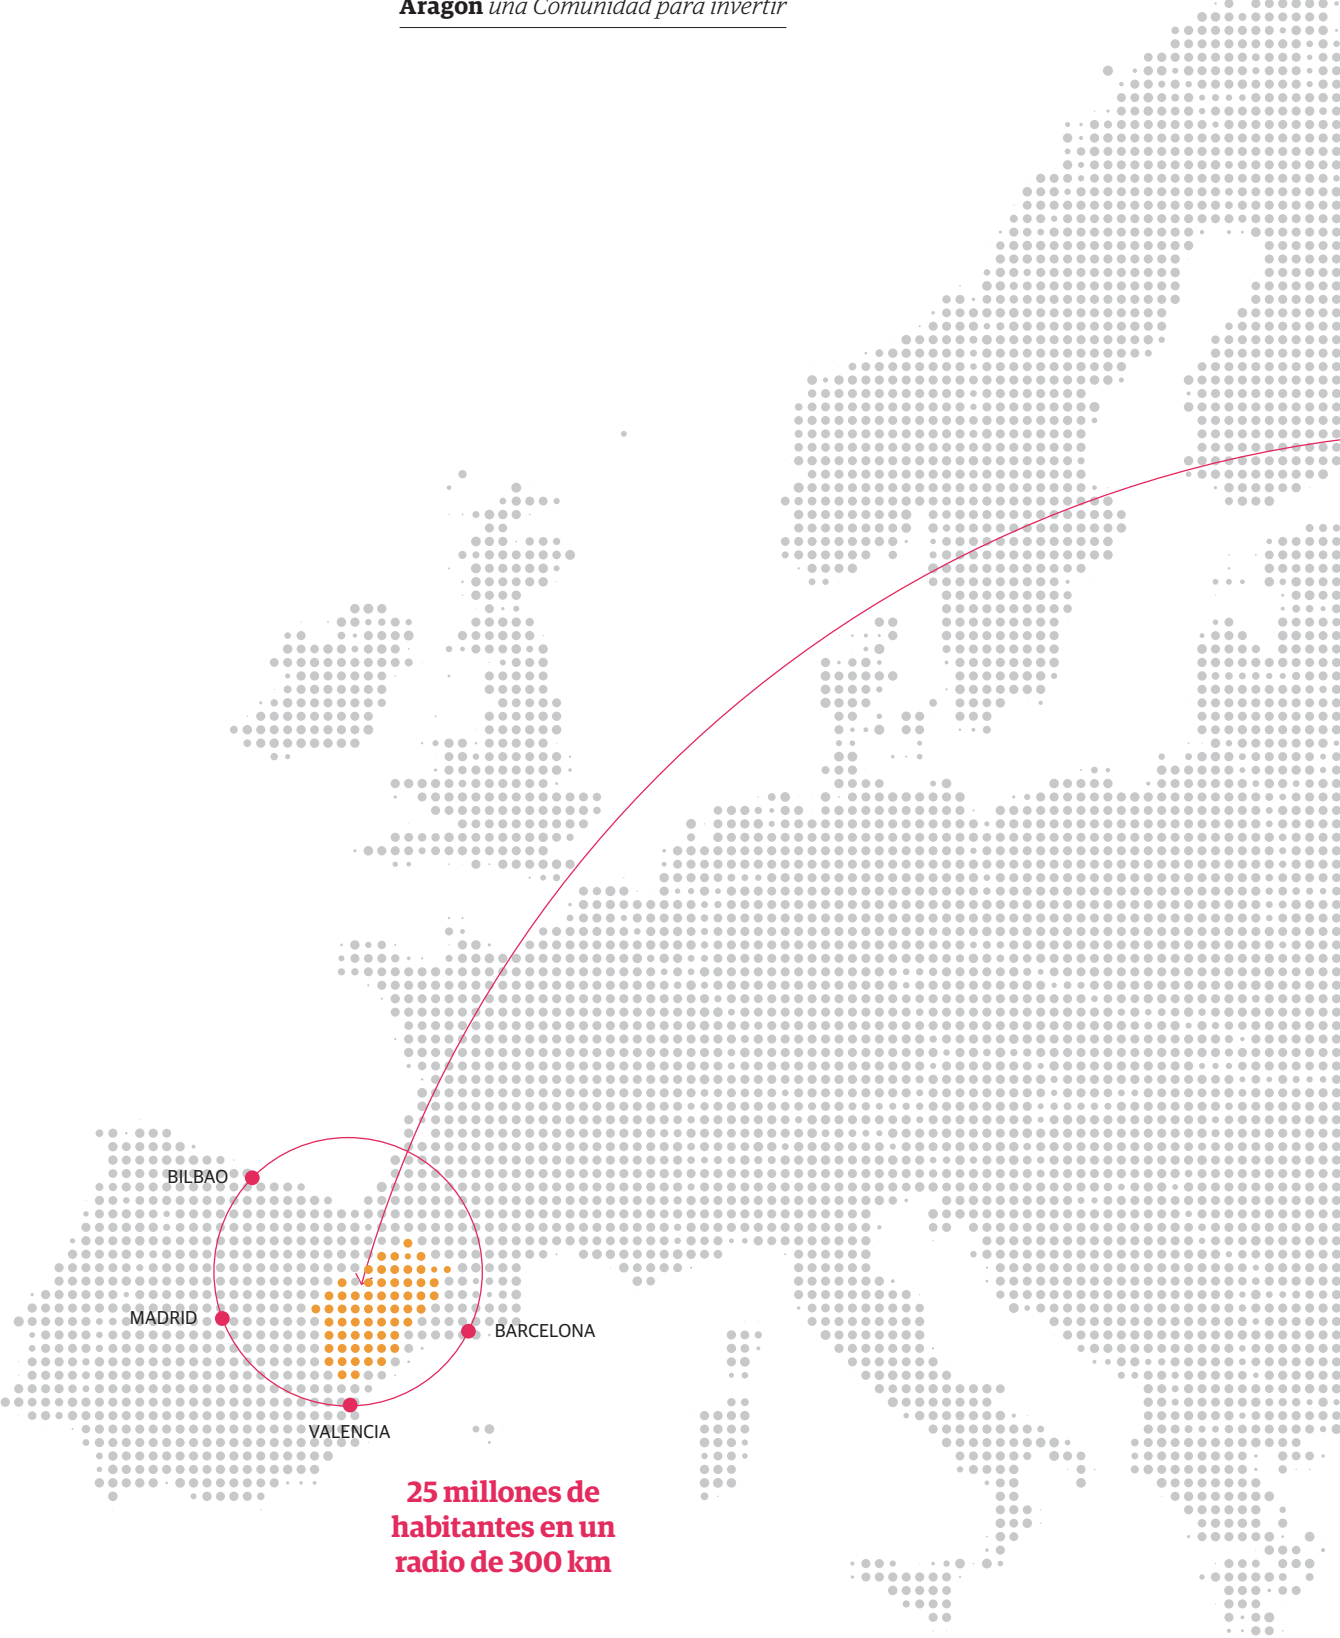 Aragón una Comunidad para invertir
BILBAO
MADRID
BARCELONA
VALENCIA
25 millones de
habitantes en un
radio de 300 km